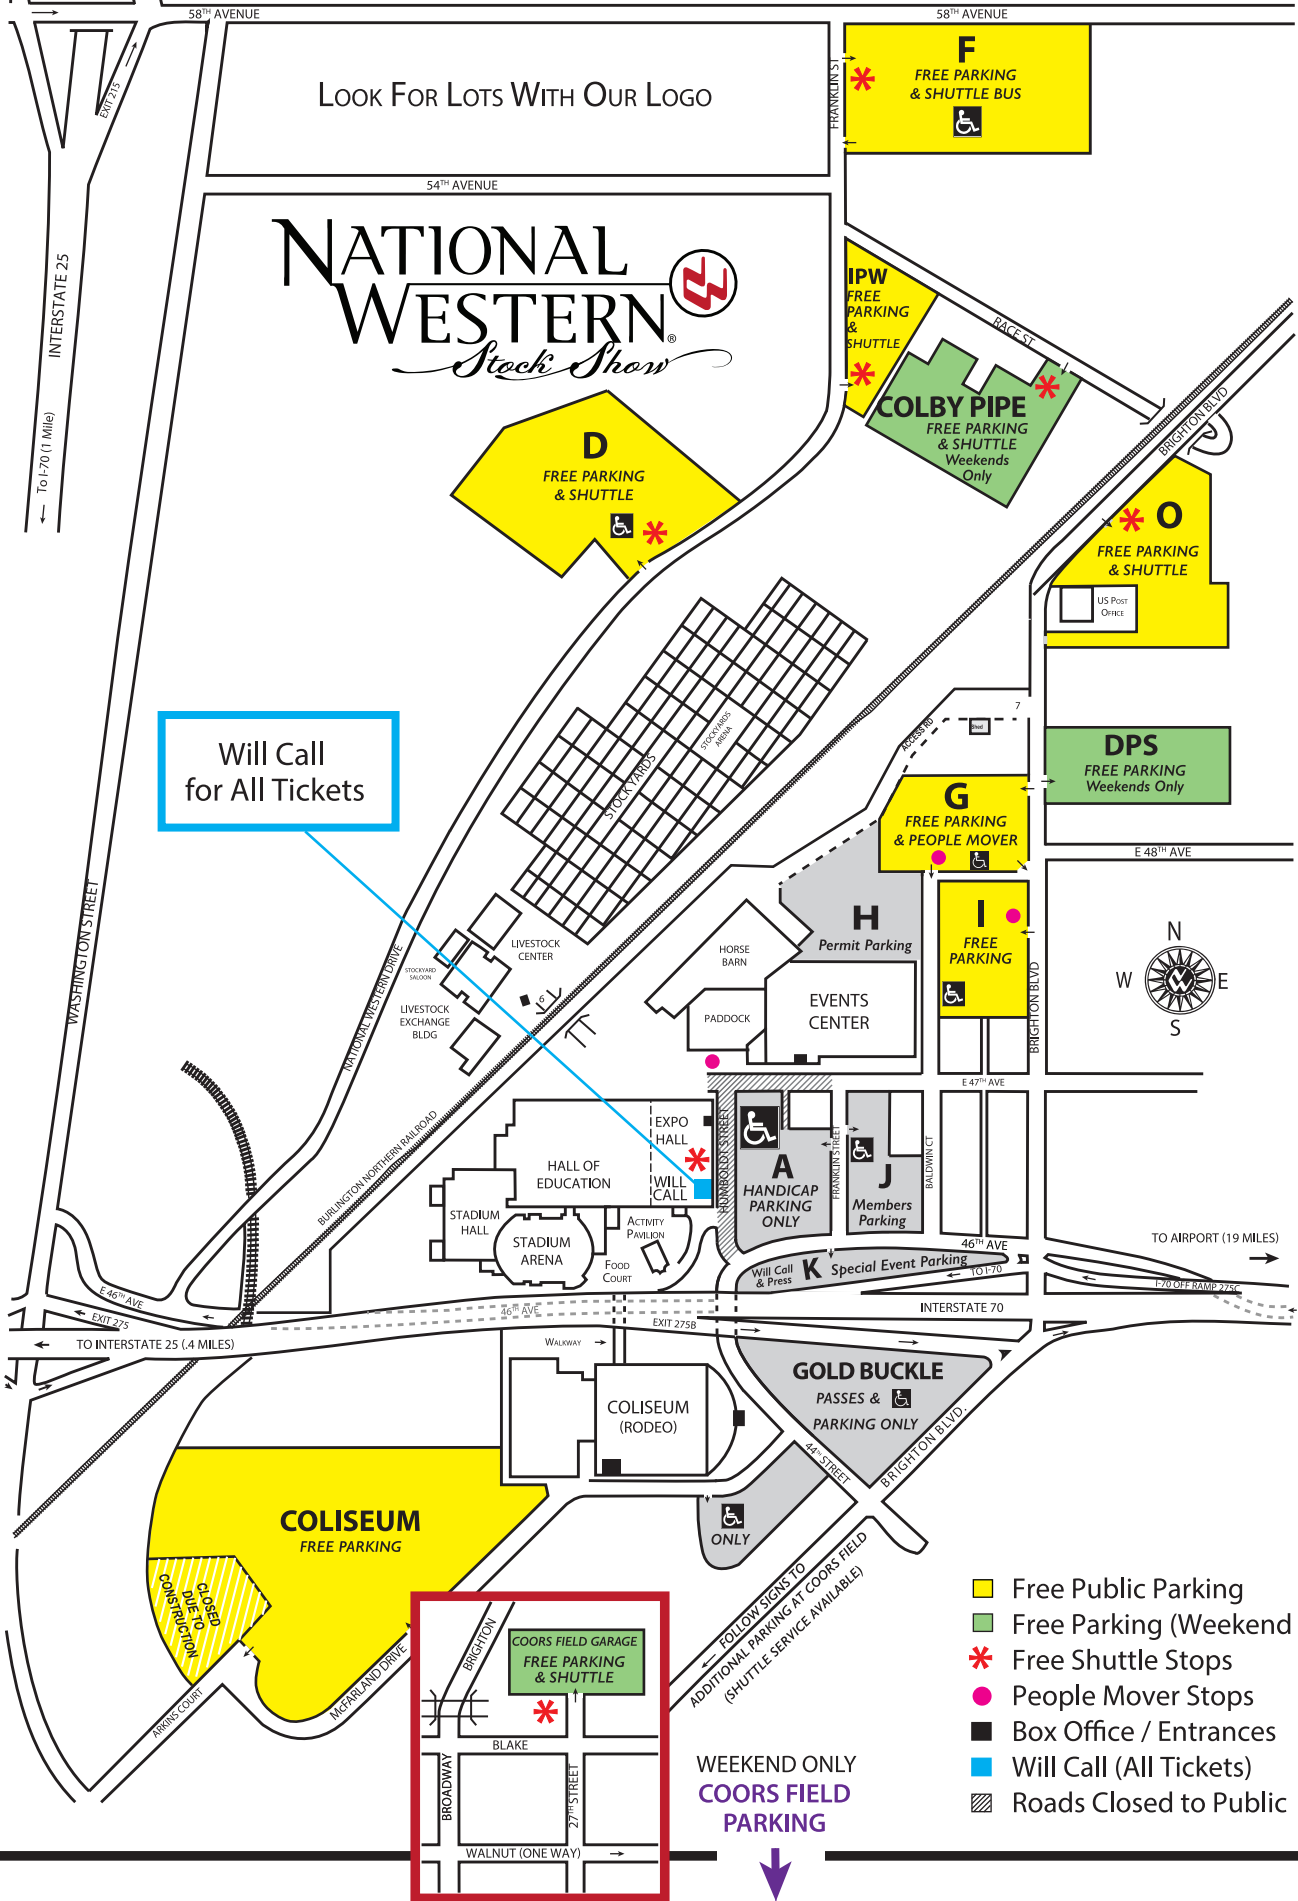 58TH AVENUE
58TH AVENUE
EXIT 215
LOOK FOR LOTS WITH OUR LOGO
FRANKLIN ST
F
FREE PARKING
& SHUTTLE BUS
54TH AVENUE
INTERSTATE 25
To I-70 (1 Mile)
NATIONAL
WESTERN®
Stock Show
IPW
FREE
PARKING
&
SHUTTLE
RACE ST
COLBY PIPE
FREE PARKING
& SHUTTLE
Weekends
Only
BRIGHTON BLVD
D
FREE PARKING
& SHUTTLE
O
FREE PARKING
& SHUTTLE
US POST
OFFICE
STOCKYARDS
ARENA
STOCKYARDS
ACCESS RD
7
Shed
Will Call
for All Tickets
DPS
FREE PARKING
Weekends Only
G
FREE PARKING
& PEOPLE MOVER
E 48TH AVE
WASHINGTON STREET
NATIONAL WESTERN DRIVE
LIVESTOCK
CENTER
STOCKYARD
SALOON
LIVESTOCK
EXCHANGE
BLDG
6
HORSE
BARN
H
Permit Parking
I
FREE
PARKING
PADDOCK
EVENTS
CENTER
BRIGHTON BLVD
N
W
E
S
E 47TH AVE
BURLINGTON NORTHERN RAILROAD
EXPO
HALL
HALL OF
EDUCATION
WILL
CALL
HUMBOLDT STREET
A
HANDICAP
PARKING
ONLY
FRANKLIN STREET
J
Members
Parking
BALDWIN CT
STADIUM
HALL
STADIUM
ARENA
ACTIVITY
PAVILION
FOOD
COURT
46TH AVE
Will Call
& Press
K
Special Event Parking
TO I-70
TO AIRPORT (19 MILES)
I-70 OFF RAMP 275C
E 46TH AVE
EXIT 275
46TH AVE
INTERSTATE 70
EXIT 275B
TO INTERSTATE 25 (.4 MILES)
WALKWAY
COLISEUM
(RODEO)
GOLD BUCKLE
PASSES &
PARKING ONLY
44TH STREET
BRIGHTON BLVD.
ONLY
COLISEUM
FREE PARKING
CLOSED
DUE TO
CONSTRUCTION
ARKINS COURT
McFARLAND DRIVE
FOLLOW SIGNS TO
ADDITIONAL PARKING AT COORS FIELD
(SHUTTLE SERVICE AVAILABLE)
BRIGHTON
COORS FIELD GARAGE
FREE PARKING
& SHUTTLE
BLAKE
BROADWAY
27TH STREET
WALNUT (ONE WAY)
WEEKEND ONLY
COORS FIELD
PARKING
Free Public Parking
Free Parking (Weekend
Free Shuttle Stops
People Mover Stops
Box Office / Entrances
Will Call (All Tickets)
Roads Closed to Public